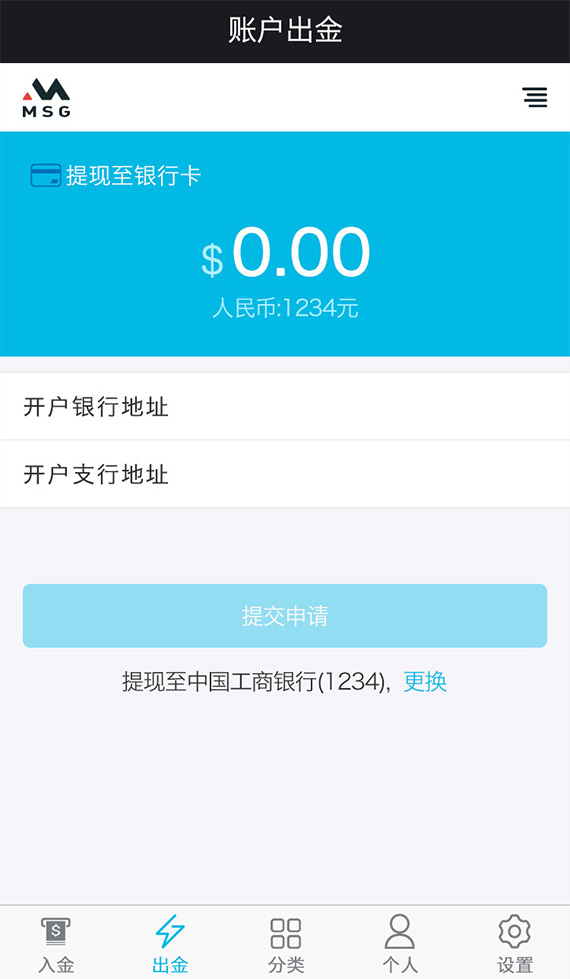 账户出金
MSG
提现至银行卡
$0.00
人民币:1234元
开户银行地址
开户支行地址
提交申请
提现至中国工商银行(1234), 更换
$
入金 出金 分类 个人 设置